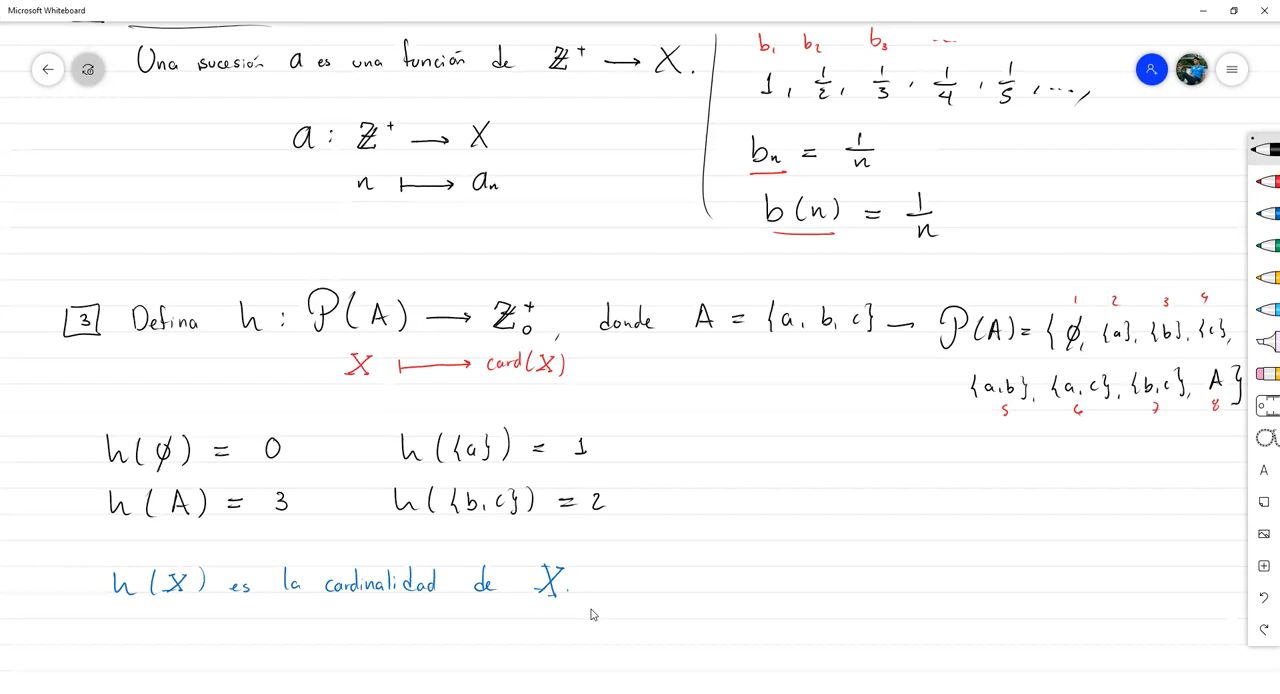 Microsoft Whiteboard
Una sucesión a es una función de ℤ⁺ → X.
a : ℤ⁺ → X
n ↦ aₙ
b₁ b₂ b₃ ...
1, 1/2, 1/3, 1/4, 1/5, ...,
bₙ = 1/n
b(n) = 1/n
3 Defina h : P(A) → ℤ₀⁺, donde A = {a, b, c} → P(A) = {∅, {a}, {b}, {c},
1 2 3 4
X ↦ card(X)
{a,b}, {a,c}, {b,c}, A}
5 6 7 8
h(∅) = 0 h({a}) = 1
h(A) = 3 h({b,c}) = 2
h(X) es la cardinalidad de X.
A